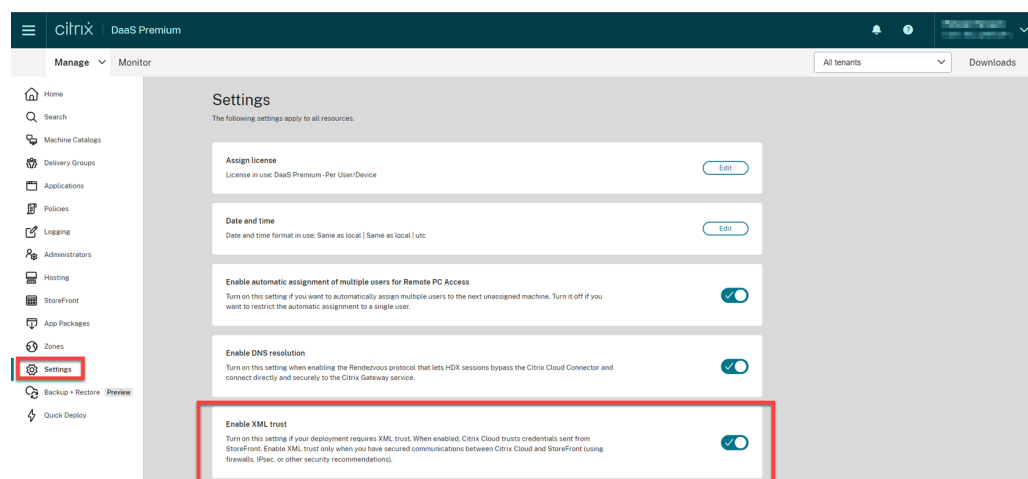 citrix DaaS Premium
Manage Monitor All tenants Downloads
Home
Search
Machine Catalogs
Delivery Groups
Applications
Policies
Logging
Administrators
Hosting
StoreFront
App Packages
Zones
Settings
Backup + Restore Preview
Quick Deploy
Settings
The following settings apply to all resources.
Assign license
License in use: DaaS Premium - Per User/Device
Edit
Date and time
Date and time format in use: Same as local | Same as local | utc
Edit
Enable automatic assignment of multiple users for Remote PC Access
Turn on this setting if you want to automatically assign multiple users to the next unassigned machine. Turn it off if you
want to restrict the automatic assignment to a single user.
Enable DNS resolution
Turn on this setting when enabling the Rendezvous protocol that lets HDX sessions bypass the Citrix Cloud Connector and
connect directly and securely to the Citrix Gateway service.
Enable XML trust
Turn on this setting if your deployment requires XML trust. When enabled, Citrix Cloud trusts credentials sent from
StoreFront. Enable XML trust only when you have secured communications between Citrix Cloud and StoreFront (using
firewalls, IPsec, or other security recommendations).